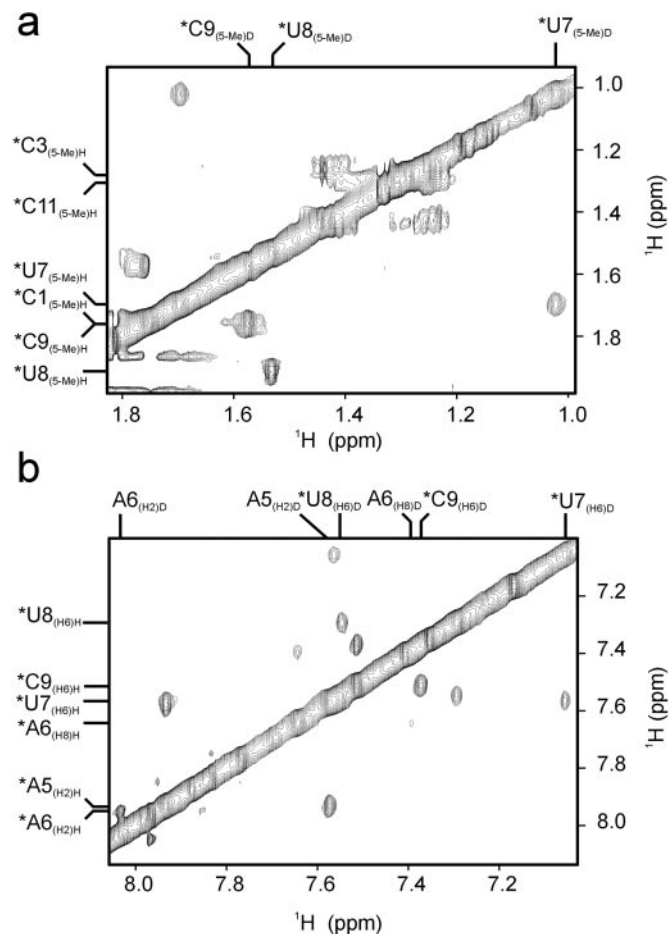 a
*C9(5-Me)D *U8(5-Me)D *U7(5-Me)D
*C3(5-Me)H
*C11(5-Me)H
*U7(5-Me)H
*C1(5-Me)H
*C9(5-Me)H
*U8(5-Me)H
1.0
1.2
1.4
1.6
1.8
¹H (ppm)
1.8 1.6 1.4 1.2 1.0
¹H (ppm)
b
A6(H2)D A5(H2)D *U8(H6)D A6(H8)D *C9(H6)D *U7(H6)D
*U8(H6)H
*C9(H6)H
*U7(H6)H
*A6(H8)H
*A5(H2)H
*A6(H2)H
7.2
7.4
7.6
7.8
8.0
¹H (ppm)
8.0 7.8 7.6 7.4 7.2
¹H (ppm)